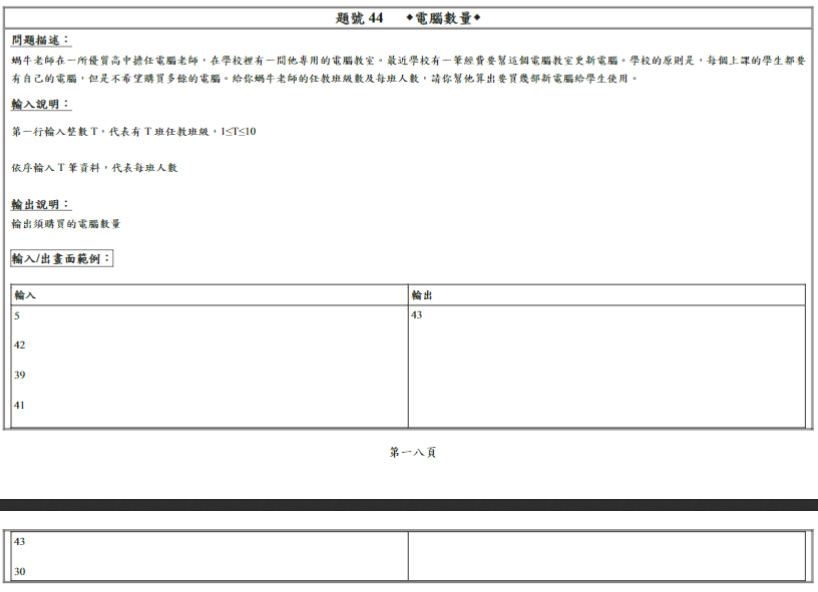 題號 44 ◆電腦數量◆
問題描述：
蝸牛老師在一所優質高中擔任電腦老師，在學校裡有一間他專用的電腦教室。最近學校有一筆經費要幫這個電腦教室更新電腦。學校的原則是，每個上課的學生都要
有自己的電腦，但是不希望購買多餘的電腦。給你蝸牛老師的任教班級數及每班人數，請你幫他算出要買幾部新電腦給學生使用。
輸入說明：
第一行輸入整數 T，代表有 T 班任教班級。1≤T≤10
依序輸入 T 筆資料，代表每班人數
輸出說明：
輸出須購買的電腦數量
輸入/出畫面範例：
輸入 輸出
5 43
42
39
41
第一八頁
43
30